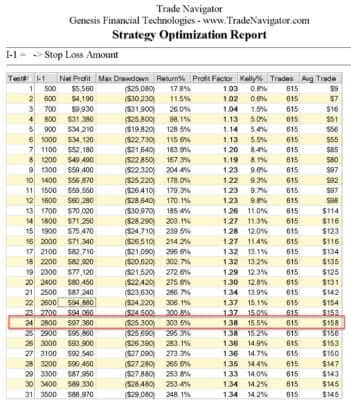 Trade Navigator
Genesis Financial Technologies - www.TradeNavigator.com
Strategy Optimization Report
I-1 = -> Stop Loss Amount
Test# I-1 Net Profit Max Drawdown Return% Profit Factor Kelly% Trades Avg Trade
1 500 $5,560 ($25,080) 17.8% 1.03 0.8% 615 $9
2 600 $4,190 ($30,230) 11.5% 1.02 0.6% 615 $7
3 700 $9,930 ($31,900) 26.0% 1.04 1.5% 615 $16
4 800 $31,380 ($25,800) 98.1% 1.13 5.0% 615 $51
5 900 $34,210 ($19,820) 128.5% 1.14 5.4% 615 $56
6 1000 $34,120 ($22,730) 115.6% 1.13 5.5% 615 $55
7 1100 $52,180 ($21,640) 183.9% 1.20 8.4% 615 $85
8 1200 $49,490 ($22,850) 167.3% 1.19 8.1% 615 $80
9 1300 $59,400 ($22,320) 204.4% 1.23 9.6% 615 $97
10 1400 $56,870 ($25,220) 178.0% 1.22 9.3% 615 $92
11 1500 $59,550 ($26,410) 179.3% 1.23 9.7% 615 $97
12 1600 $60,280 ($28,640) 170.1% 1.23 9.8% 615 $98
13 1700 $70,020 ($30,970) 185.4% 1.26 11.0% 615 $114
14 1800 $71,250 ($28,290) 203.1% 1.27 11.3% 615 $116
15 1900 $75,470 ($24,710) 239.5% 1.28 12.0% 615 $123
16 2000 $71,340 ($26,510) 214.2% 1.27 11.4% 615 $116
17 2100 $82,710 ($21,090) 296.6% 1.32 13.1% 615 $134
18 2200 $82,920 ($20,620) 302.7% 1.32 13.2% 615 $135
19 2300 $77,120 ($21,520) 272.6% 1.29 12.3% 615 $125
20 2400 $80,450 ($22,420) 275.6% 1.30 12.8% 615 $131
21 2500 $87,240 ($23,630) 286.7% 1.34 13.9% 615 $142
22 2600 $94,880 ($24,220) 306.1% 1.37 15.1% 615 $154
23 2700 $94,060 ($24,500) 300.8% 1.37 15.0% 615 $153
24 2800 $97,360 ($25,300) 303.5% 1.38 15.5% 615 $158
25 2900 $95,860 ($25,690) 295.3% 1.38 15.2% 615 $156
26 3000 $93,900 ($26,390) 283.1% 1.36 14.9% 615 $153
27 3100 $92,540 ($27,090) 273.3% 1.36 14.7% 615 $150
28 3200 $90,450 ($27,280) 265.6% 1.35 14.4% 615 $147
29 3300 $87,950 ($27,880) 253.8% 1.33 14.0% 615 $143
30 3400 $89,330 ($28,480) 253.4% 1.34 14.2% 615 $145
31 3500 $88,970 ($29,080) 248.1% 1.34 14.2% 615 $145